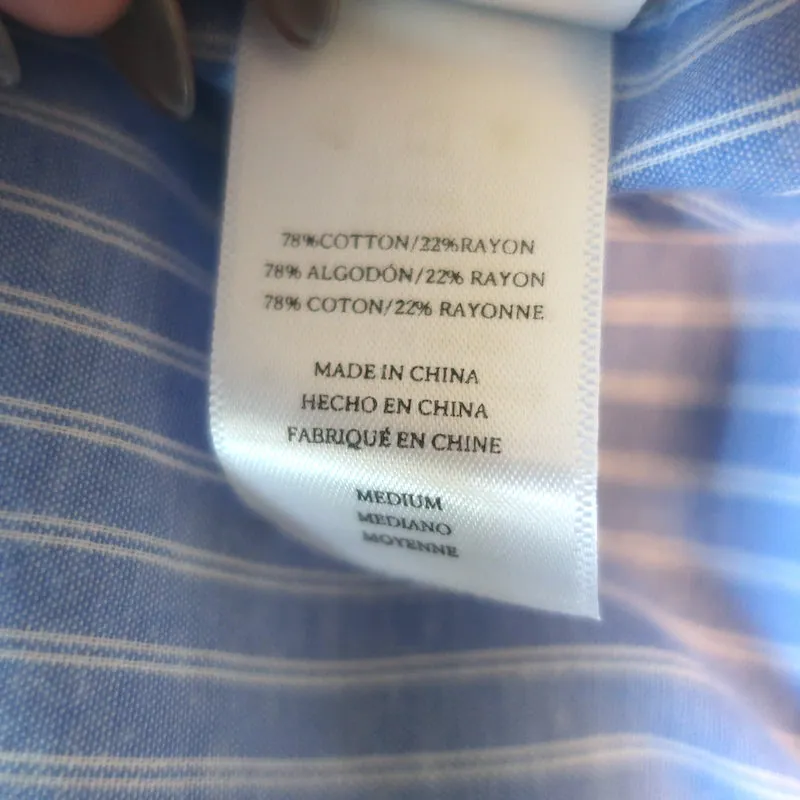 78%COTTON/22%RAYON
78% ALGODÓN/22% RAYON
78% COTON/22% RAYONNE
MADE IN CHINA
HECHO EN CHINA
FABRIQUÉ EN CHINE
MEDIUM
MEDIANO
MOYENNE